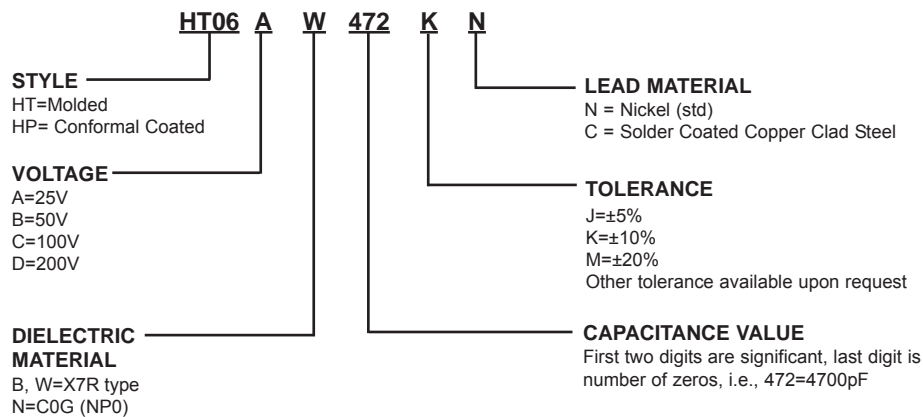 HT06 A W 472 K N
STYLE
HT=Molded
HP= Conformal Coated
VOLTAGE
A=25V
B=50V
C=100V
D=200V
DIELECTRIC
MATERIAL
B, W=X7R type
N=C0G (NP0)
LEAD MATERIAL
N = Nickel (std)
C = Solder Coated Copper Clad Steel
TOLERANCE
J=±5%
K=±10%
M=±20%
Other tolerance available upon request
CAPACITANCE VALUE
First two digits are significant, last digit is
number of zeros, i.e., 472=4700pF